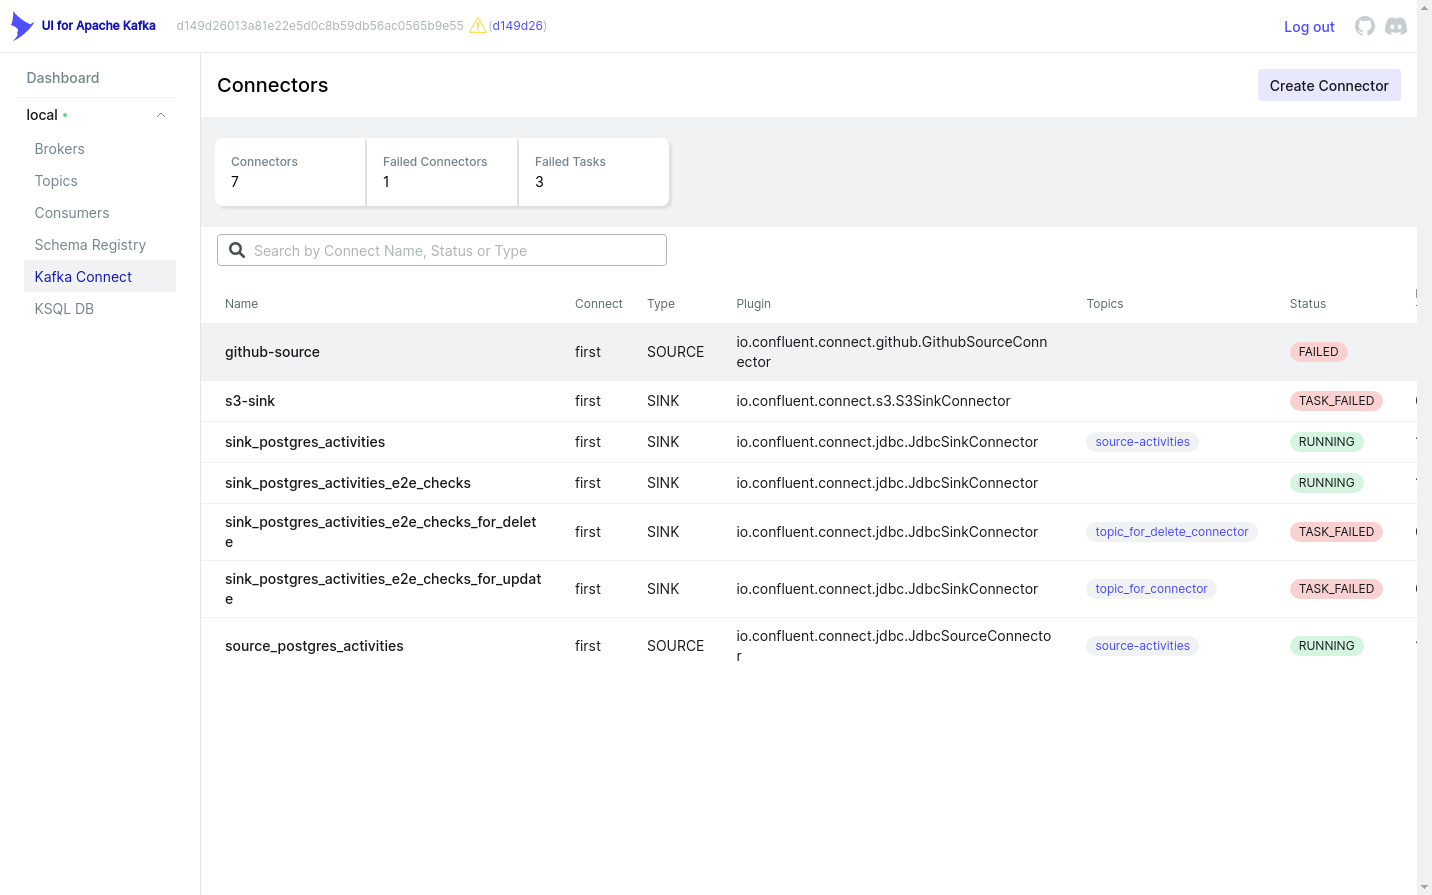 UI for Apache Kafka
d149d26013a81e22e5d0c8b59db56ac0565b9e55 (d149d26)
Log out
Dashboard
local
Brokers
Topics
Consumers
Schema Registry
Kafka Connect
KSQL DB
Connectors
Create Connector
Connectors
7
Failed Connectors
1
Failed Tasks
3
Search by Connect Name, Status or Type
Name Connect Type Plugin Topics Status
github-source first SOURCE io.confluent.connect.github.GithubSourceConn
ector
FAILED
s3-sink first SINK io.confluent.connect.s3.S3SinkConnector TASK_FAILED
sink_postgres_activities first SINK io.confluent.connect.jdbc.JdbcSinkConnector source-activities RUNNING
sink_postgres_activities_e2e_checks first SINK io.confluent.connect.jdbc.JdbcSinkConnector RUNNING
sink_postgres_activities_e2e_checks_for_delet
e
first SINK io.confluent.connect.jdbc.JdbcSinkConnector topic_for_delete_connector TASK_FAILED
sink_postgres_activities_e2e_checks_for_updat
e
first SINK io.confluent.connect.jdbc.JdbcSinkConnector topic_for_connector TASK_FAILED
source_postgres_activities first SOURCE io.confluent.connect.jdbc.JdbcSourceConnecto
r
source-activities RUNNING